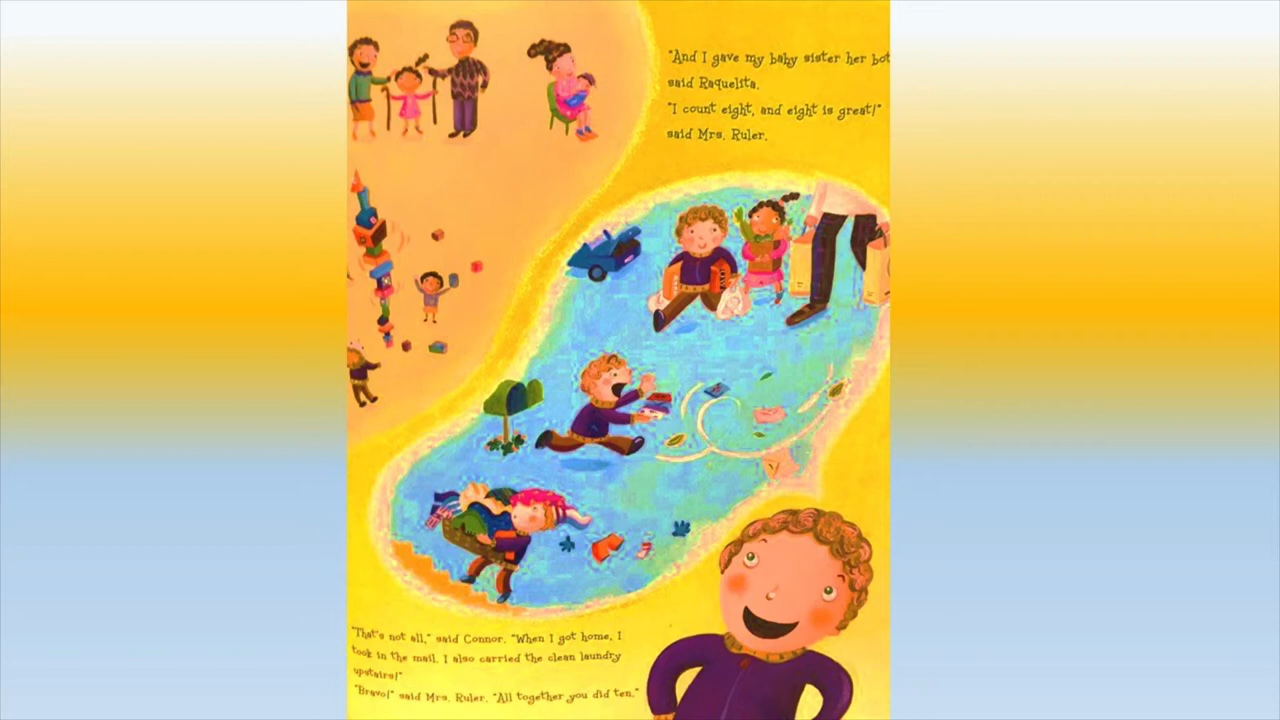 "And I gave my baby sister her bot
said Raquelita.
"I count eight, and eight is great!"
said Mrs. Ruler.
"That's not all," said Connor. "When I got home, I
took in the mail. I also carried the clean laundry
upstairs!"
"Bravo!" said Mrs. Ruler. "All together you did ten."